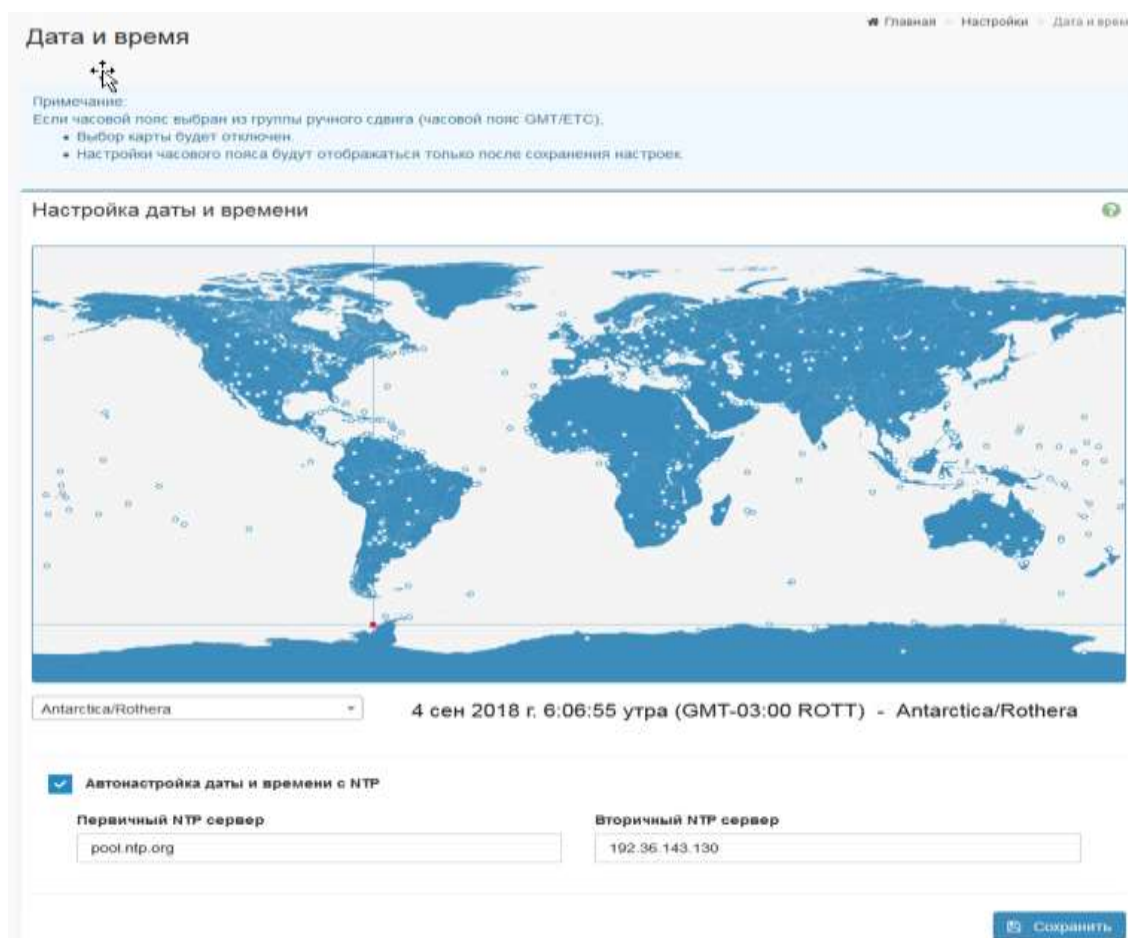 Главная Настройки Дата и врем
Дата и время
Примечание:
Если часовой пояс выбран из группы ручного сдвига (часовой пояс GMT/ETC),
• Выбор карты будет отключен.
• Настройки часового пояса будут отображаться только после сохранения настроек.
Настройка даты и времени
Antarctica/Rothera
4 сен 2018 г. 6:06:55 утра (GMT-03:00 ROTT) - Antarctica/Rothera
Автонастройка даты и времени с NTP
Первичный NTP сервер
Вторичный NTP сервер
pool.ntp.org
192.36.143.130
Сохранить